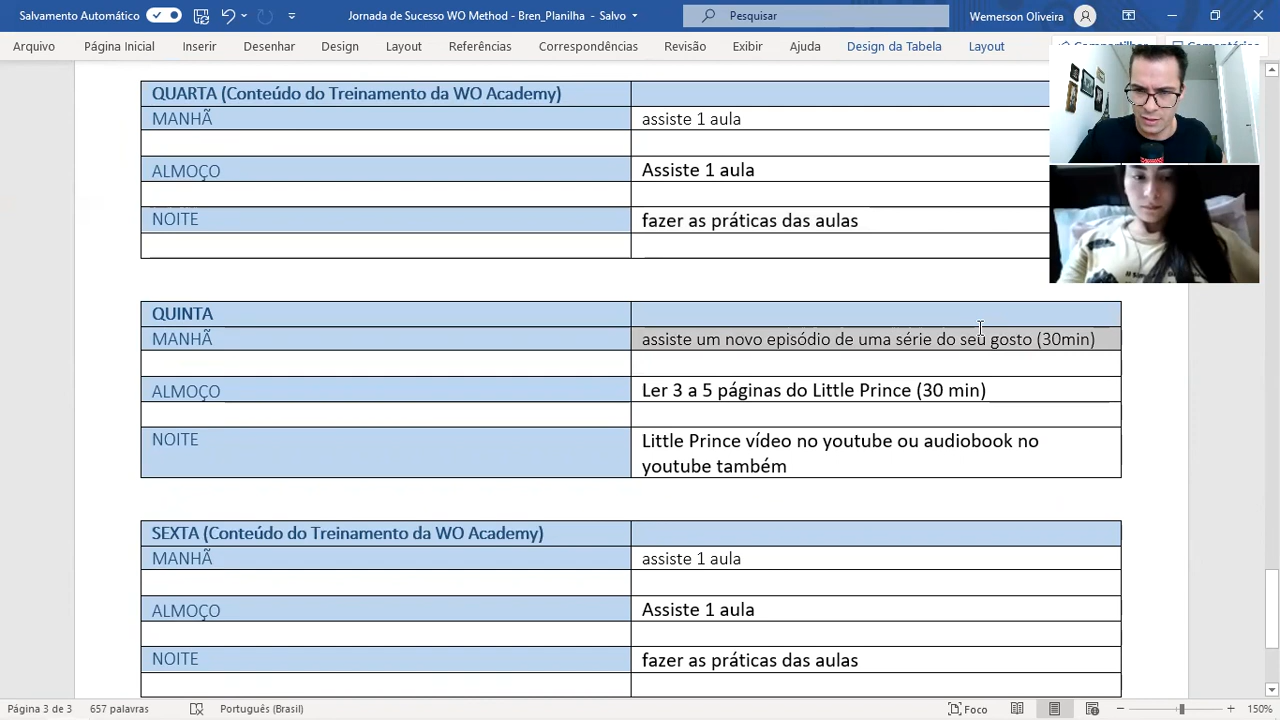 Salvamento Automático
Jornada de Sucesso WO Method - Bren_Planilha - Salvo
Pesquisar
Wemerson Oliveira
Arquivo Página Inicial Inserir Desenhar Design Layout Referências Correspondências Revisão Exibir Ajuda Design da Tabela Layout
QUARTA (Conteúdo do Treinamento da WO Academy)
MANHÃ assiste 1 aula
ALMOÇO Assiste 1 aula
NOITE fazer as práticas das aulas
QUINTA
MANHÃ assiste um novo episódio de uma série do seu gosto (30min)
ALMOÇO Ler 3 a 5 páginas do Little Prince (30 min)
NOITE Little Prince vídeo no youtube ou audiobook no
youtube também
SEXTA (Conteúdo do Treinamento da WO Academy)
MANHÃ assiste 1 aula
ALMOÇO Assiste 1 aula
NOITE fazer as práticas das aulas
Página 3 de 3 657 palavras Português (Brasil) Foco 150%